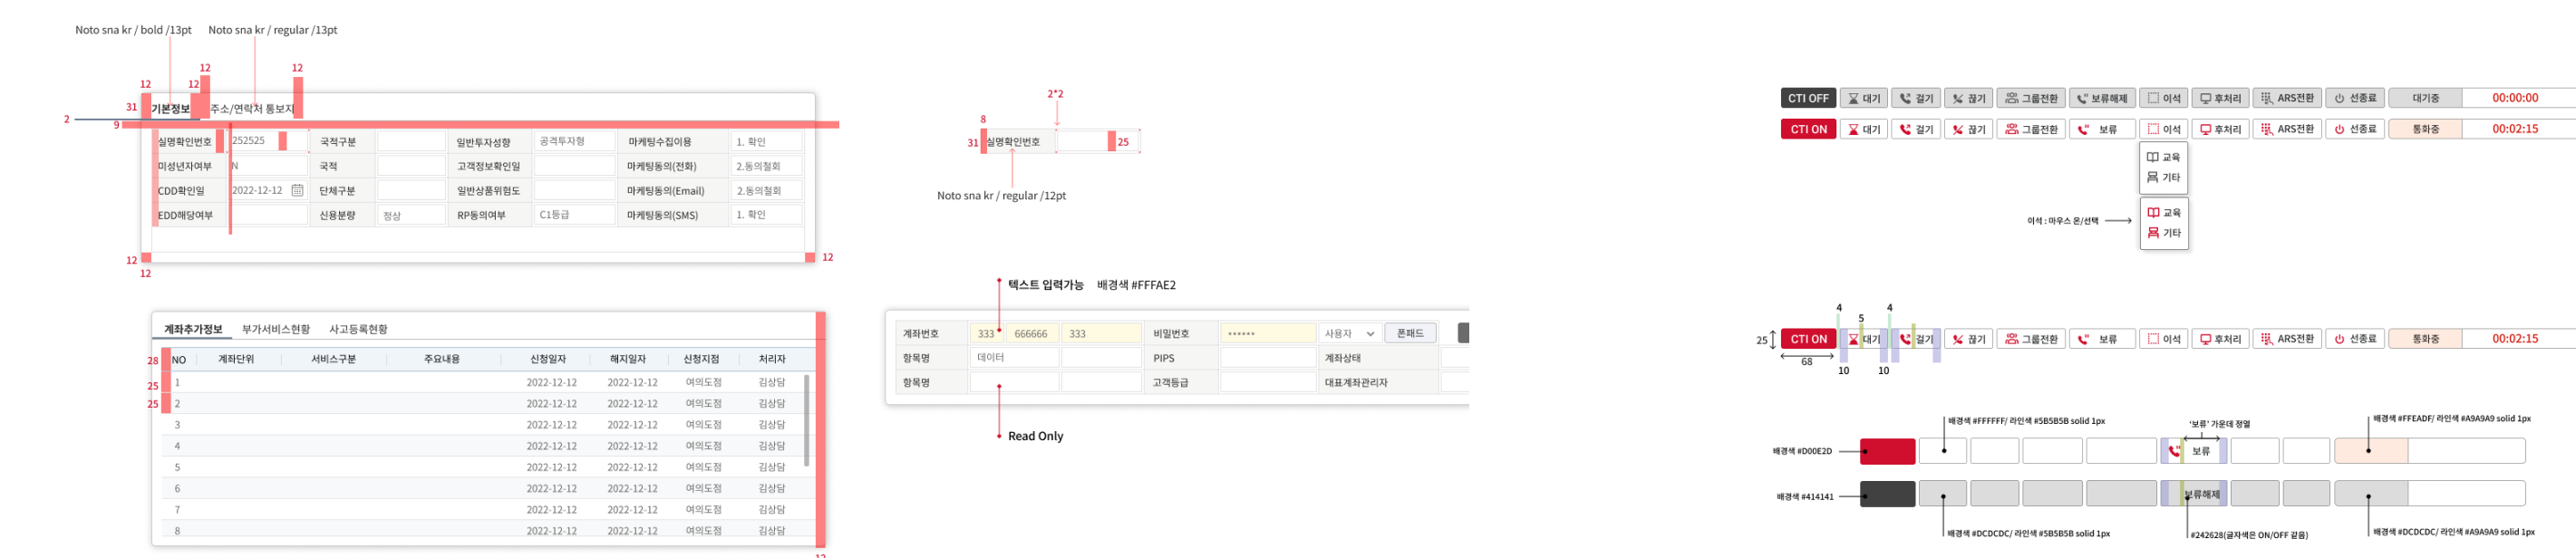 Noto sna kr / bold /13pt
Noto sna kr / regular /13pt
12
12
12
12
31
기본정보
주소/연락처 통보지
2
9
실명확인번호
252525
국적구분
일반투자성향
공격투자형
마케팅수집이용
1. 확인
미성년자여부
N
국적
고객정보확인일
마케팅동의(전화)
2.동의철회
CDD확인일
2022-12-12
단체구분
일반상품위험도
마케팅동의(Email)
2.동의철회
EDD해당여부
신용분량
정상
RP동의여부
C1등급
마케팅동의(SMS)
1. 확인
12
12
12
계좌추가정보
부가서비스현황
사고등록현황
28
NO
계좌단위
서비스구분
주요내용
신청일자
해지일자
신청지점
처리자
25
1
2022-12-12
2022-12-12
여의도점
김상담
25
2
2022-12-12
2022-12-12
여의도점
김상담
3
2022-12-12
2022-12-12
여의도점
김상담
4
2022-12-12
2022-12-12
여의도점
김상담
5
2022-12-12
2022-12-12
여의도점
김상담
6
2022-12-12
2022-12-12
여의도점
김상담
7
2022-12-12
2022-12-12
여의도점
김상담
8
2022-12-12
2022-12-12
여의도점
김상담
12
2*2
8
31
실명확인번호
25
Noto sna kr / regular /12pt
텍스트 입력가능
배경색 #FFFAE2
계좌번호
333
666666
333
비밀번호
••••••
사용자
폰패드
항목명
데이터
PIPS
계좌상태
항목명
고객등급
대표계좌관리자
Read Only
CTI OFF
대기
걸기
끊기
그룹전환
보류해제
이석
후처리
ARS전환
선종료
대기중
00:00:00
CTI ON
대기
걸기
끊기
그룹전환
보류
이석
후처리
ARS전환
선종료
통화중
00:02:15
교육
기타
이석 : 마우스 온/선택
교육
기타
4
5
4
25
CTI ON
대기
걸기
끊기
그룹전환
보류
이석
후처리
ARS전환
선종료
통화중
00:02:15
68
10
10
배경색 #FFFFFF/ 라인색 #5B5B5B solid 1px
'보류' 가운데 정열
배경색 #FFEADF/ 라인색 #A9A9A9 solid 1px
배경색 #D00E2D
보류
배경색 #414141
보류해제
배경색 #DCDCDC/ 라인색 #5B5B5B solid 1px
#242628(글자색은 ON/OFF 같음)
배경색 #DCDCDC/ 라인색 #A9A9A9 solid 1px